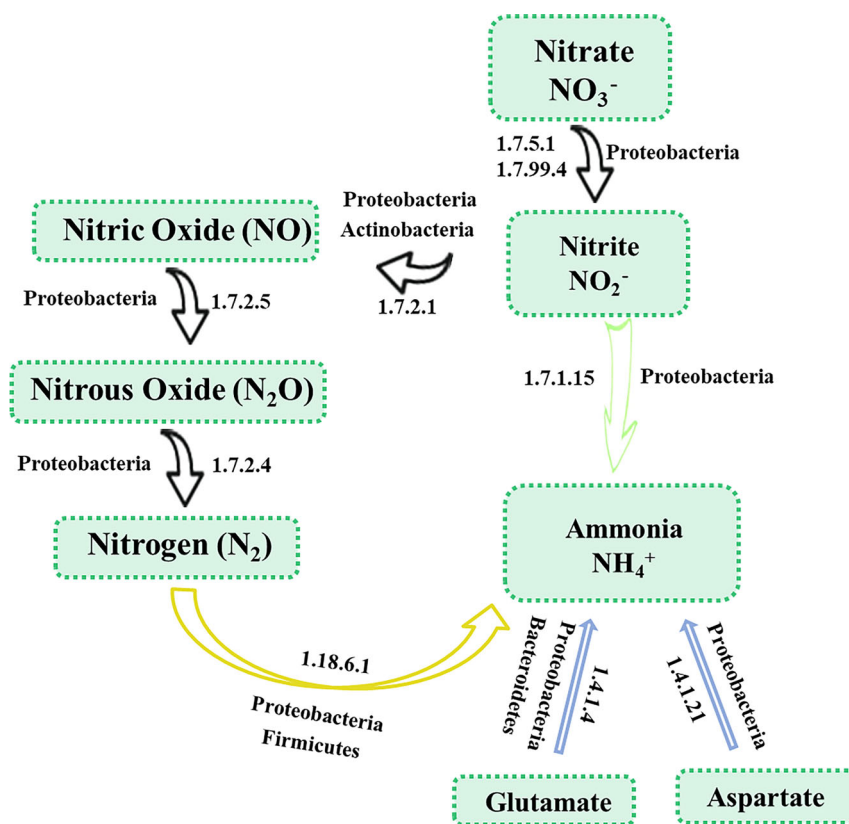 Nitrate
NO₃⁻
1.7.5.1
1.7.99.4
Proteobacteria
Proteobacteria
Actinobacteria
1.7.2.1
Nitric Oxide (NO)
Nitrite
NO₂⁻
Proteobacteria
1.7.2.5
1.7.1.15
Proteobacteria
Nitrous Oxide (N₂O)
Proteobacteria
1.7.2.4
Nitrogen (N₂)
Ammonia
NH₄⁺
1.18.6.1
Proteobacteria
Firmicutes
Bacteroidetes
Proteobacteria
1.4.1.4
1.4.1.21
Proteobacteria
Glutamate
Aspartate